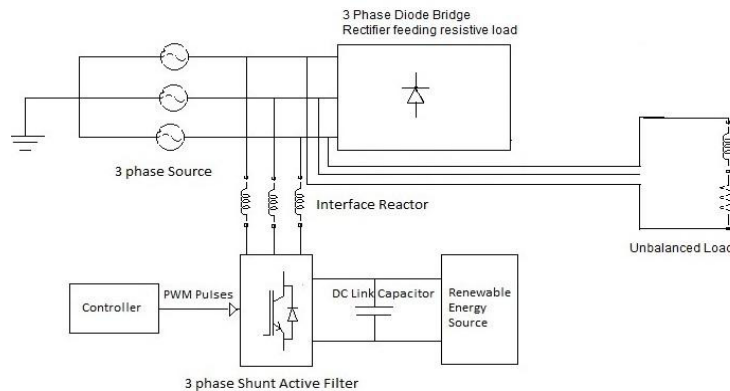 3 Phase Diode Bridge
Rectifier feeding resistive load
3 phase Source
Interface Reactor
Unbalanced Load
Controller
PWM Pulses
DC Link Capacitor
Renewable
Energy
Source
3 phase Shunt Active Filter